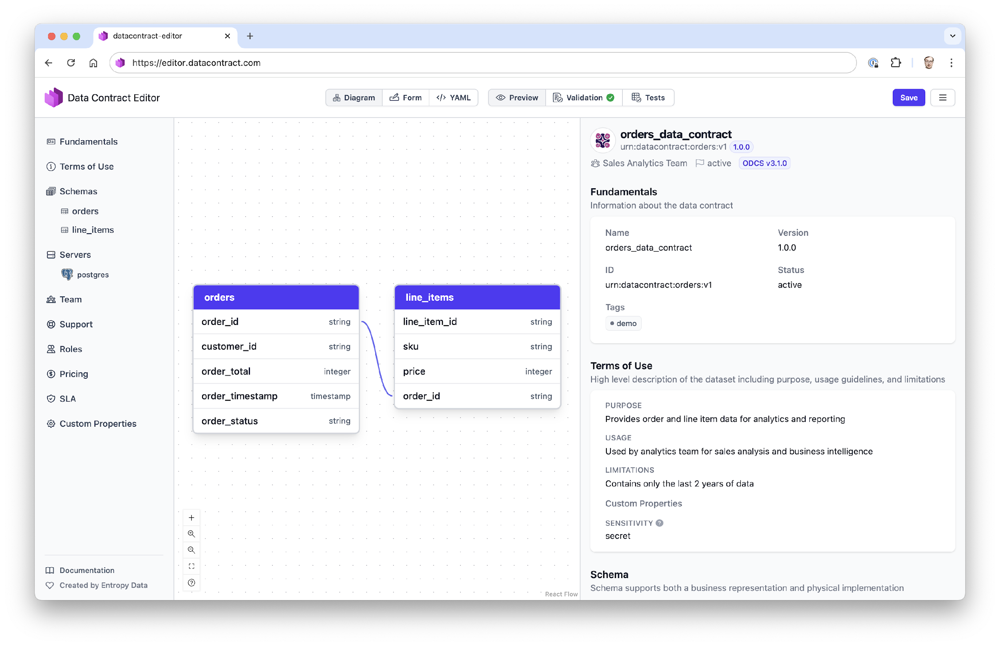 datacontract-editor
https://editor.datacontract.com
Data Contract Editor
Diagram Form </> YAML
Preview Validation Tests
Save
Fundamentals
Terms of Use
Schemas
orders
line_items
Servers
postgres
Team
Support
Roles
Pricing
SLA
Custom Properties
Documentation
Created by Entropy Data
orders
order_id string
customer_id string
order_total integer
order_timestamp timestamp
order_status string
line_items
line_item_id string
sku string
price integer
order_id string
React Flow
orders_data_contract
urn:datacontract:orders:v1 1.0.0
Sales Analytics Team active ODCS v3.1.0
Fundamentals
Information about the data contract
Name Version
orders_data_contract 1.0.0
ID Status
urn:datacontract:orders:v1 active
Tags
demo
Terms of Use
High level description of the dataset including purpose, usage guidelines, and limitations
PURPOSE
Provides order and line item data for analytics and reporting
USAGE
Used by analytics team for sales analysis and business intelligence
LIMITATIONS
Contains only the last 2 years of data
Custom Properties
SENSITIVITY ?
secret
Schema
Schema supports both a business representation and physical implementation